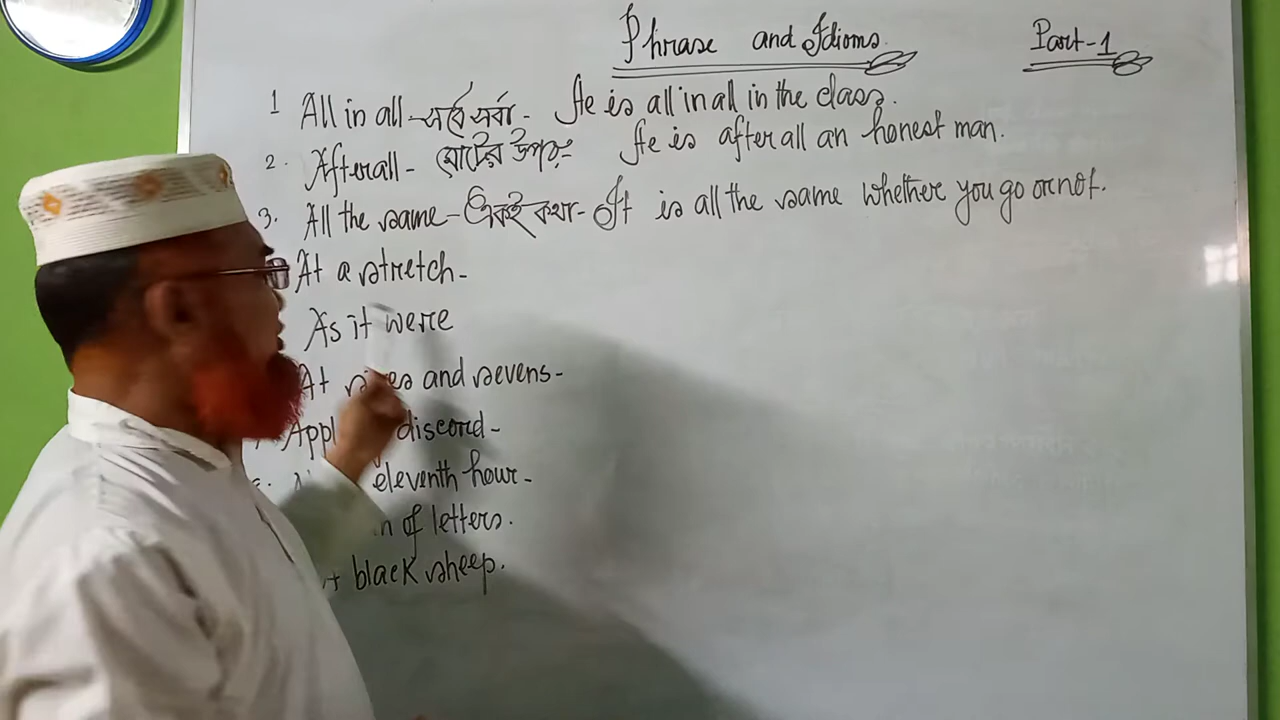 Phrase and Idioms.
Part-1
1 All in all - সর্বে সর্বা - He is all in all in the class.
2. Afterall - মোটের উপর:- He is after all an honest man.
3. All the same - একই কথা - It is all the same whether you go or not.
At a stretch -
As it were
At sixes and sevens -
discord -
eleventh hour -
of letters.
black sheep.